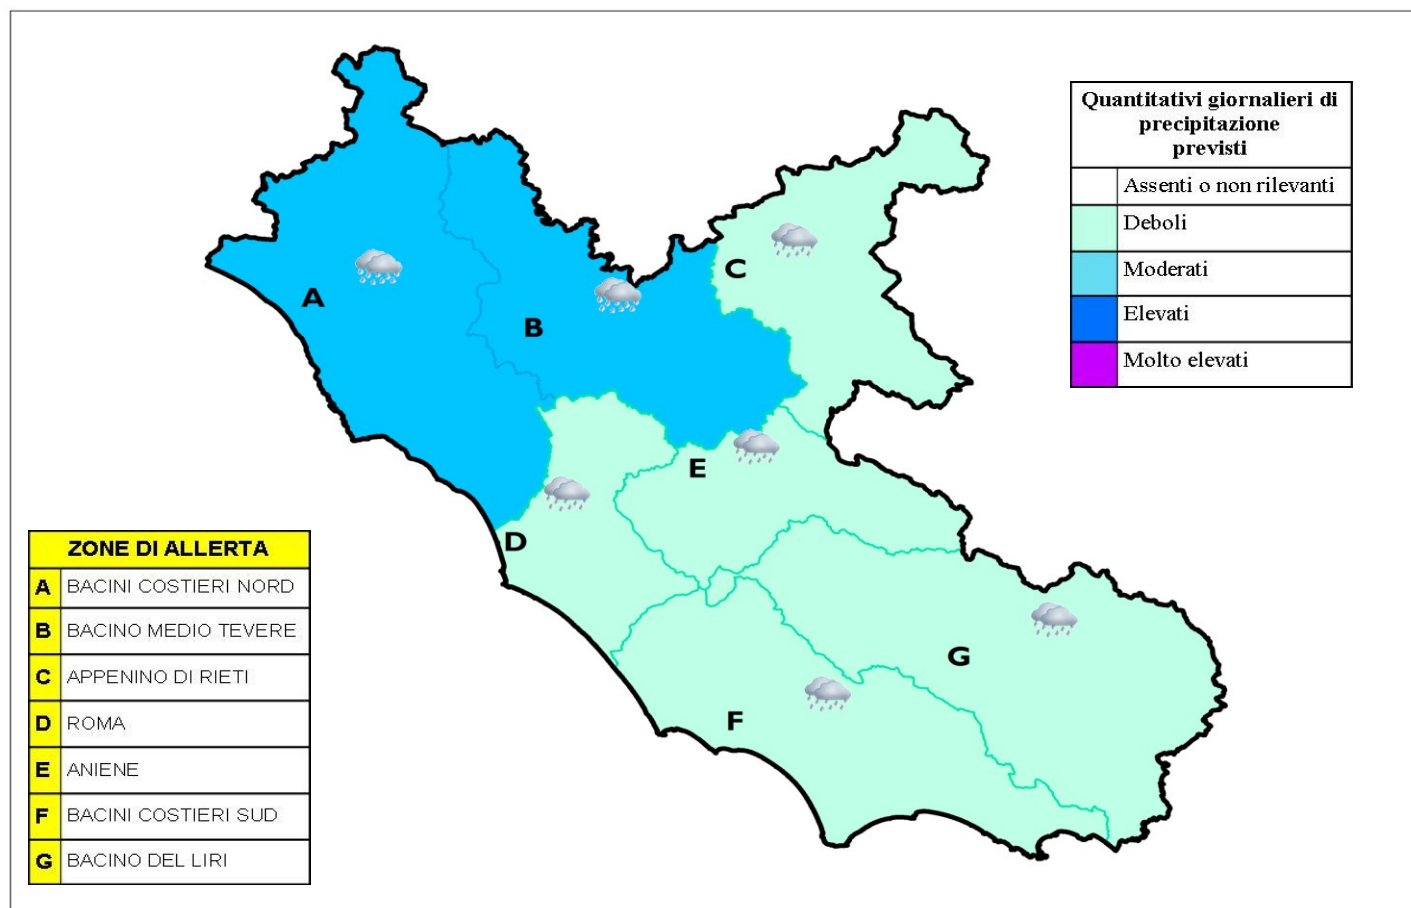 Quantitativi giornalieri di
precipitazione
previsti
Assenti o non rilevanti
Deboli
Moderati
Elevati
Molto elevati
A
B
C
D
E
F
G
ZONE DI ALLERTA
A BACINI COSTIERI NORD
B BACINO MEDIO TEVERE
C APPENINO DI RIETI
D ROMA
E ANIENE
F BACINI COSTIERI SUD
G BACINO DEL LIRI